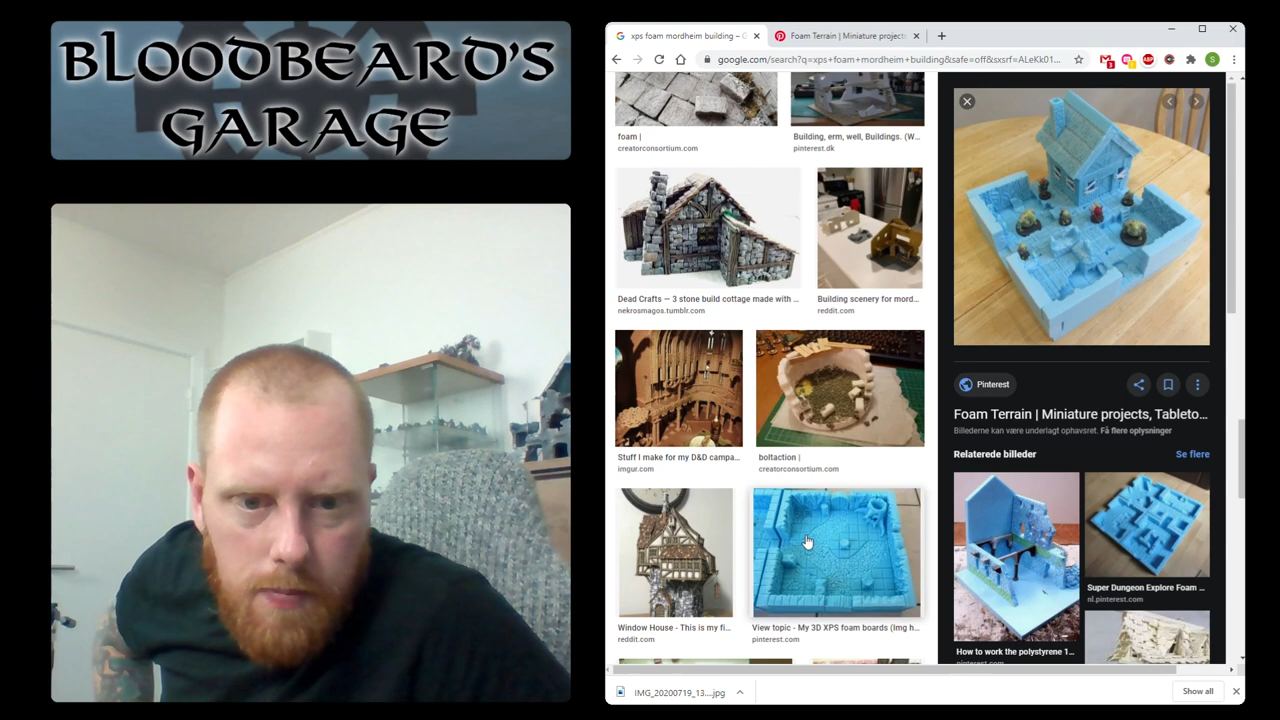 BLOODBEARD'S
GARAGE
xps foam mordheim building – G
Foam Terrain | Miniature projects
google.com/search?q=xps+foam+mordheim+building&safe=off&sxsrf=ALeKk01...
S
foam |
creatorconsortium.com
Building, erm, well, Buildings. (W...
pinterest.dk
Dead Crafts — 3 stone build cottage made with ...
nekrosmagos.tumblr.com
Building scenery for mord...
reddit.com
Stuff I make for my D&D campa...
imgur.com
boltaction |
creatorconsortium.com
Window House - This is my fi...
reddit.com
View topic - My 3D XPS foam boards (Img h...
pinterest.com
Pinterest
Foam Terrain | Miniature projects, Tableto...
Billederne kan være underlagt ophavsret. Få flere oplysninger
Relaterede billeder
Se flere
Super Dungeon Explore Foam ...
nl.pinterest.com
How to work the polystyrene 1...
pinterest.com
IMG_20200719_13....jpg
Show all